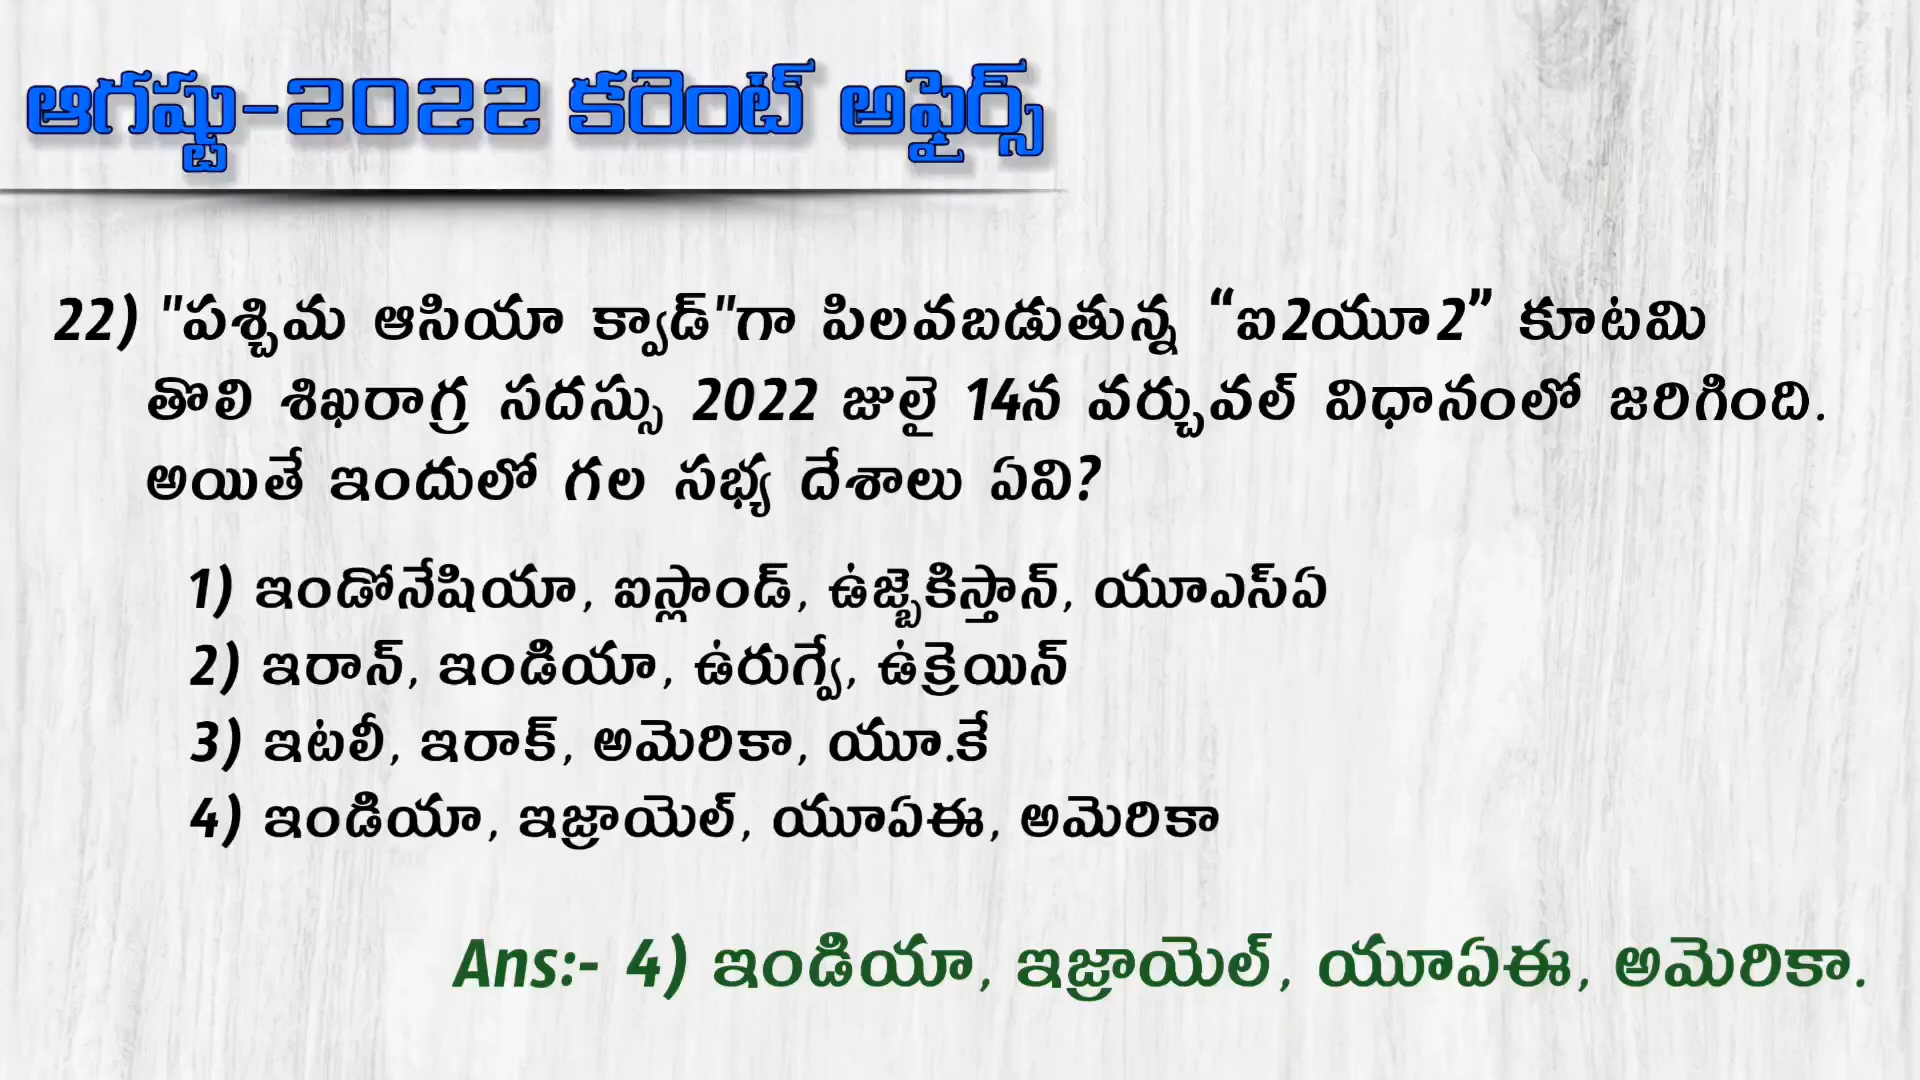 ఆగష్టు-2022 కరెంట్ అఫైర్స్
22) "పశ్చిమ ఆసియా క్వాడ్"గా పిలవబడుతున్న “ఐ2యూ2” కూటమి
తొలి శిఖరాగ్ర సదస్సు 2022 జులై 14న వర్చువల్ విధానంలో జరిగింది.
అయితే ఇందులో గల సభ్య దేశాలు ఏవి?
1) ఇండోనేషియా, ఐస్లాండ్, ఉజ్బెకిస్తాన్, యూఎస్ఏ
2) ఇరాన్, ఇండియా, ఉరుగ్వే, ఉక్రెయిన్
3) ఇటలీ, ఇరాక్, అమెరికా, యూ.కే
4) ఇండియా, ఇజ్రాయెల్, యూఏఈ, అమెరికా
Ans:- 4) ఇండియా, ఇజ్రాయెల్, యూఏఈ, అమెరికా.